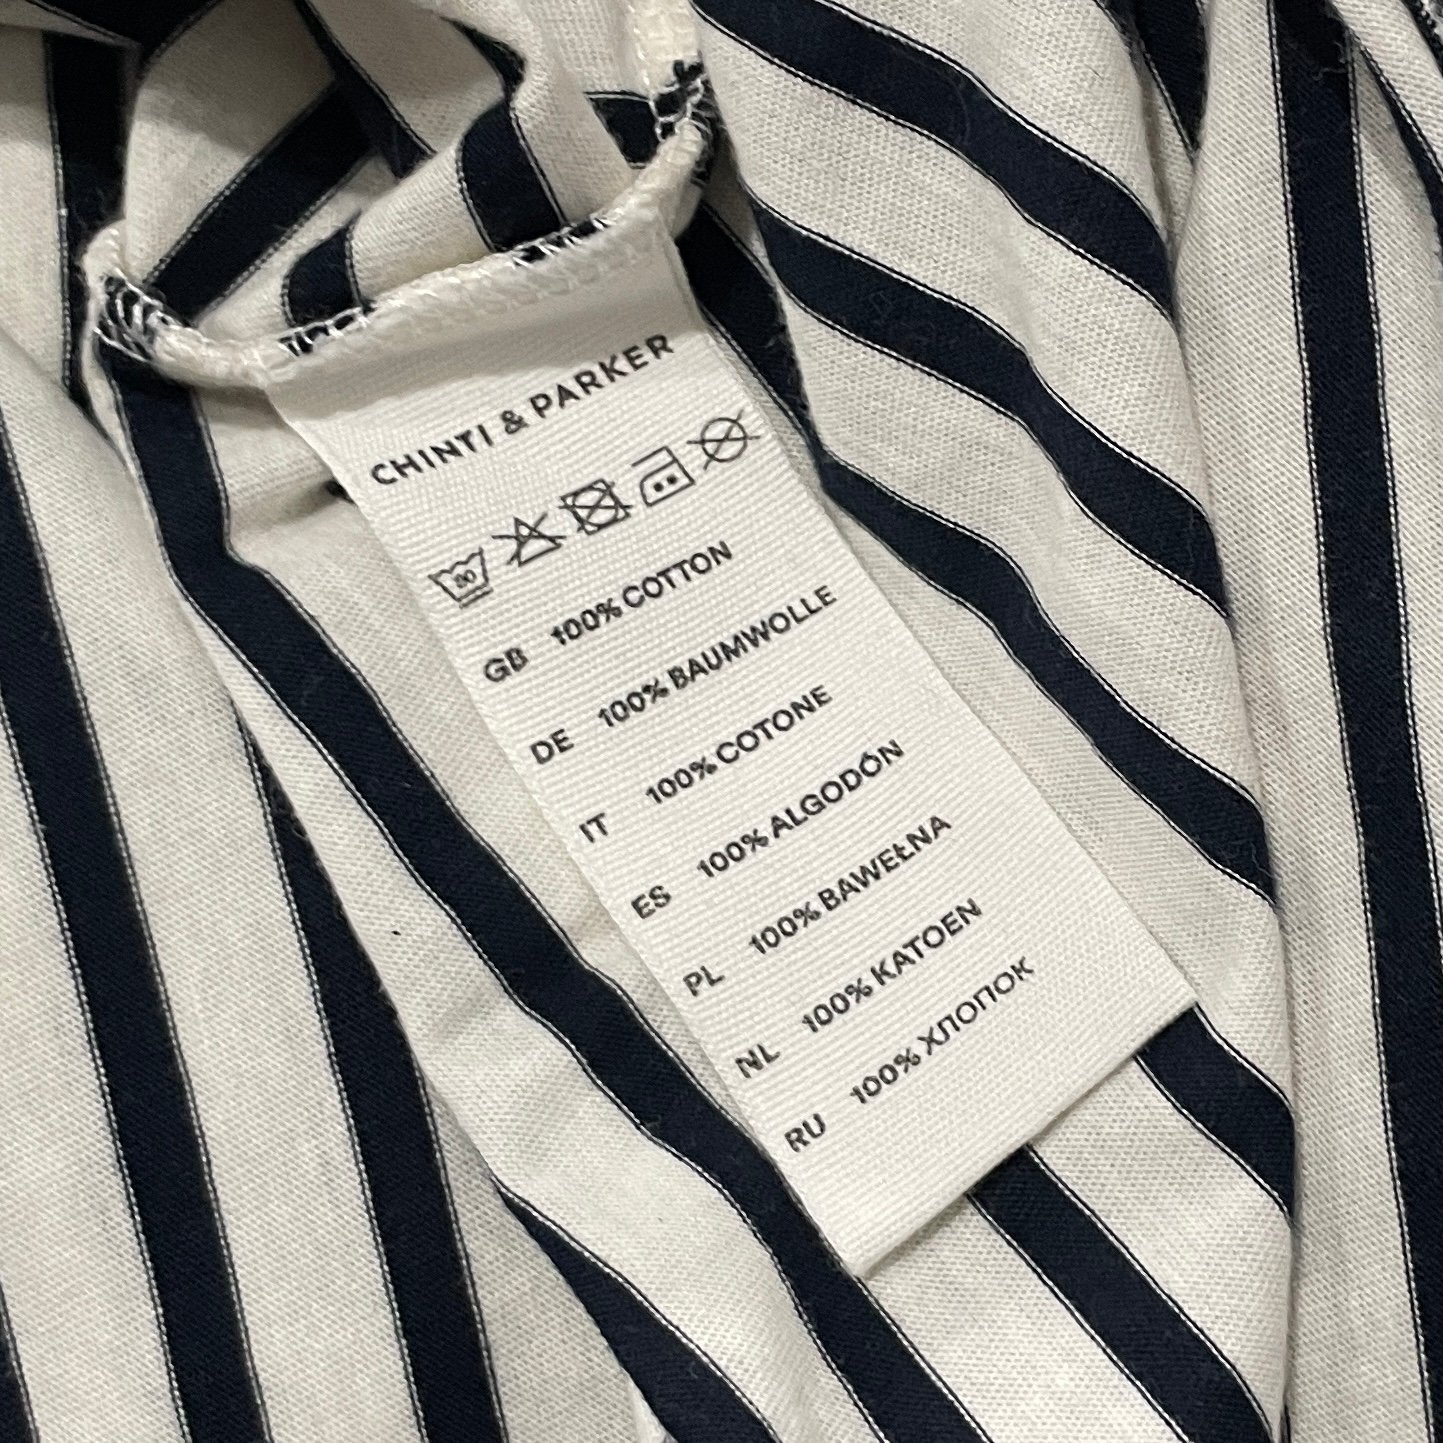 CHINTI & PARKER
GB 100% COTTON
DE 100% BAUMWOLLE
IT 100% COTONE
ES 100% ALGODÓN
PL 100% BAWEŁNA
NL 100% KATOEN
RU 100% ХЛОПОК